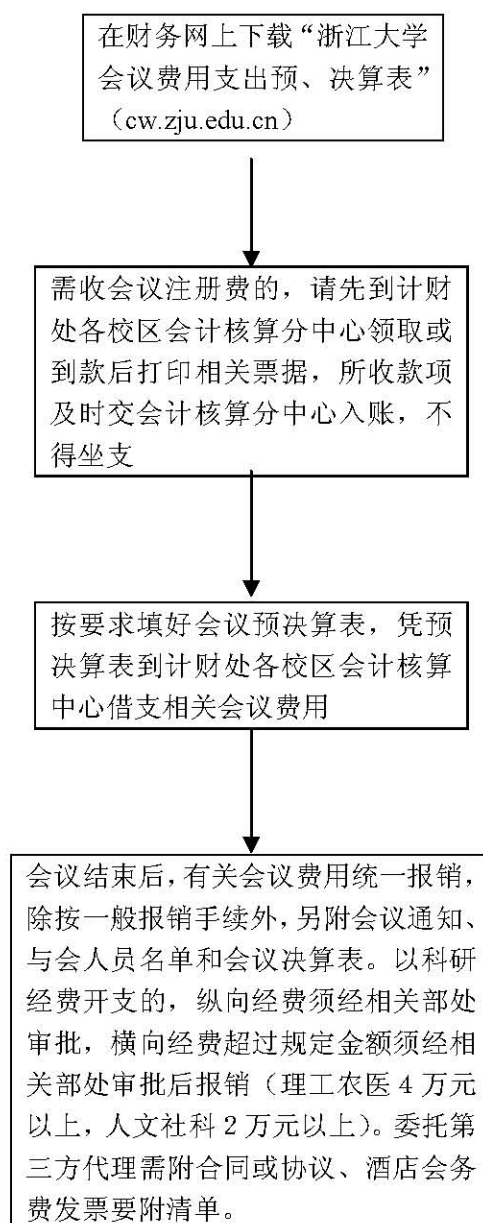 在财务网上下载“浙江大学
会议费用支出预、决算表”
（cw.zju.edu.cn）
需收会议注册费的，请先到计财
处各校区会计核算分中心领取或
到款后打印相关票据，所收款项
及时交会计核算分中心入账，不
得坐支
按要求填好会议预决算表，凭预
决算表到计财处各校区会计核算
中心借支相关会议费用
会议结束后，有关会议费用统一报销，
除按一般报销手续外，另附会议通知、
与会人员名单和会议决算表。以科研
经费开支的，纵向经费须经相关部处
审批，横向经费超过规定金额须经相
关部处审批后报销（理工农医 4 万元
以上，人文社科 2 万元以上）。委托第
三方代理需附合同或协议、酒店会务
费发票要附清单。